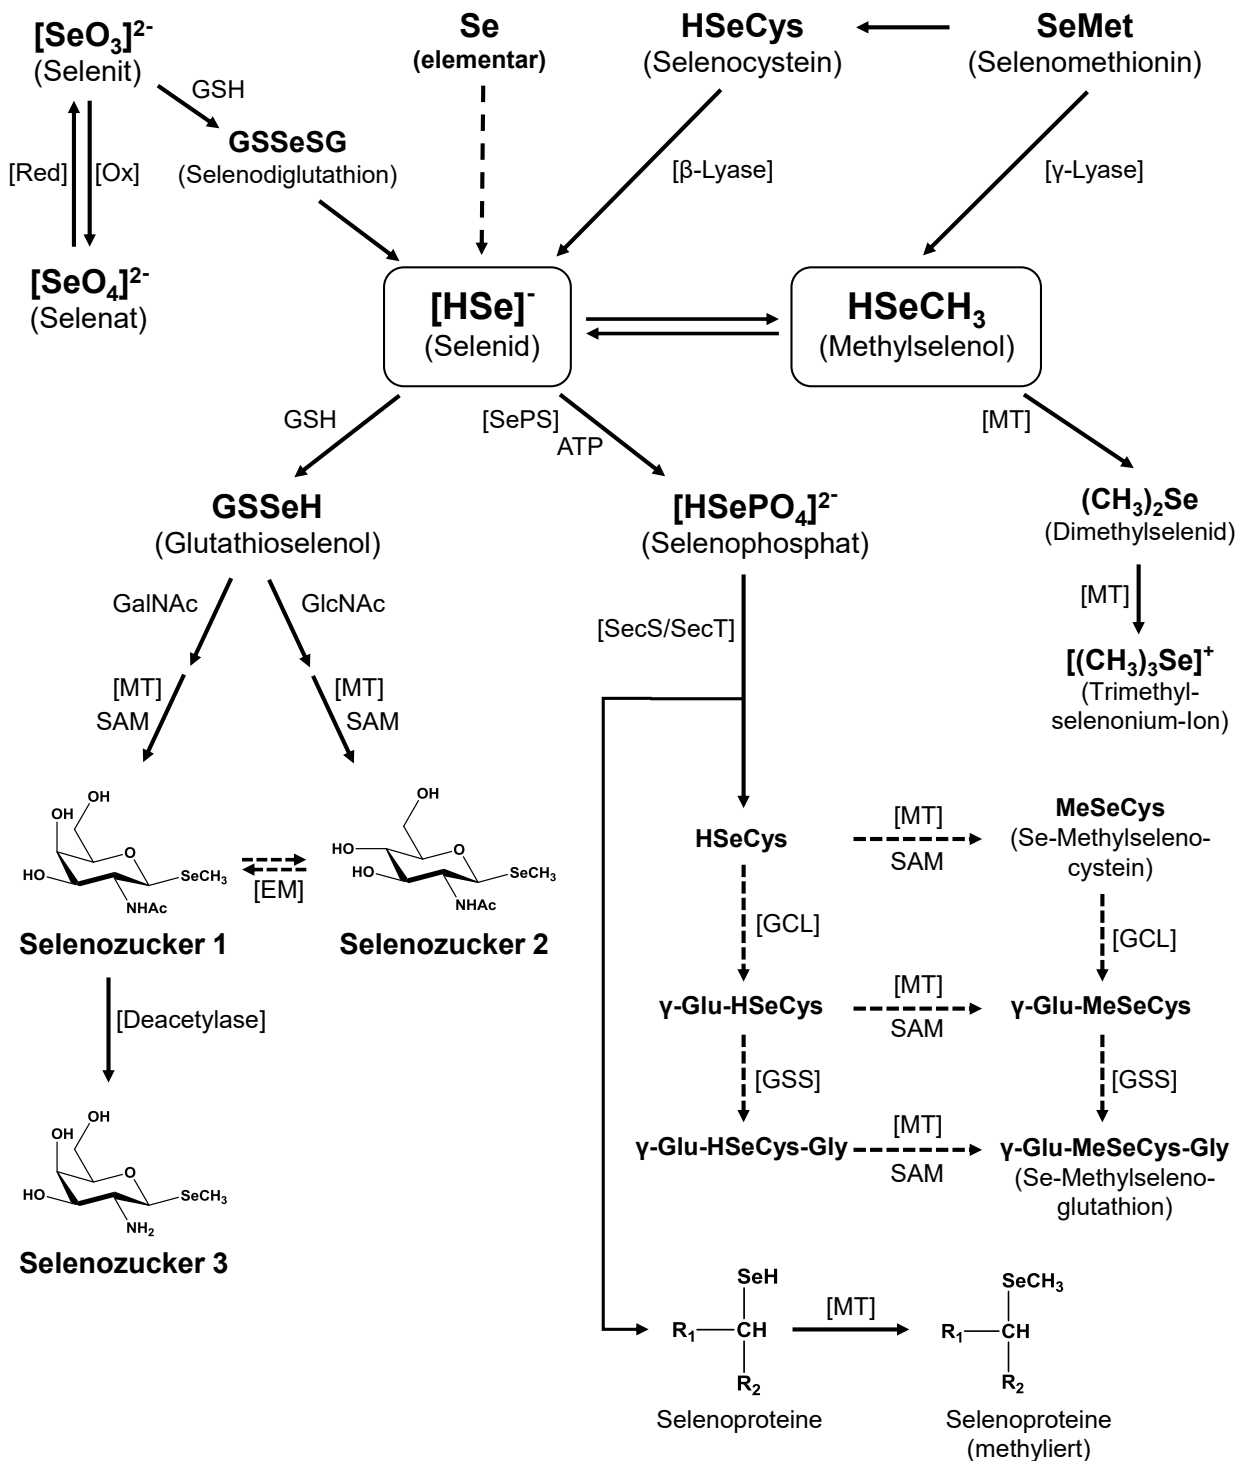 [SeO3]2-
(Selenit)
Se
(elementar)
HSeCys
(Selenocystein)
SeMet
(Selenomethionin)
GSH
GSSeSG
(Selenodiglutathion)
[Red]
[Ox]
[β-Lyase]
[γ-Lyase]
[SeO4]2-
(Selenat)
[HSe]-
(Selenid)
HSeCH3
(Methylselenol)
GSH
[SePS]
ATP
[MT]
GSSeH
(Glutathioselenol)
[HSePO4]2-
(Selenophosphat)
(CH3)2Se
(Dimethylselenid)
GalNAc
GlcNAc
[SecS/SecT]
[MT]
[(CH3)3Se]+
(Trimethyl-
selenonium-Ion)
[MT]
SAM
[MT]
SAM
OH
OH
O
HO
SeCH3
NHAc
Selenozucker 1
[EM]
OH
HO
O
HO
SeCH3
NHAc
Selenozucker 2
HSeCys
[MT]
SAM
MeSeCys
(Se-Methylseleno-
cystein)
[GCL]
[GCL]
γ-Glu-HSeCys
[MT]
SAM
γ-Glu-MeSeCys
[Deacetylase]
[GSS]
[GSS]
γ-Glu-HSeCys-Gly
[MT]
SAM
γ-Glu-MeSeCys-Gly
(Se-Methylseleno-
glutathion)
OH
OH
O
HO
SeCH3
NH2
Selenozucker 3
SeH
R1
CH
R2
Selenoproteine
[MT]
SeCH3
R1
CH
R2
Selenoproteine
(methyliert)